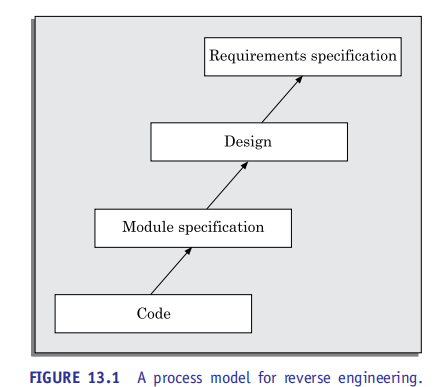 Requirements specification
Design
Module specification
Code
FIGURE 13.1 A process model for reverse engineering.